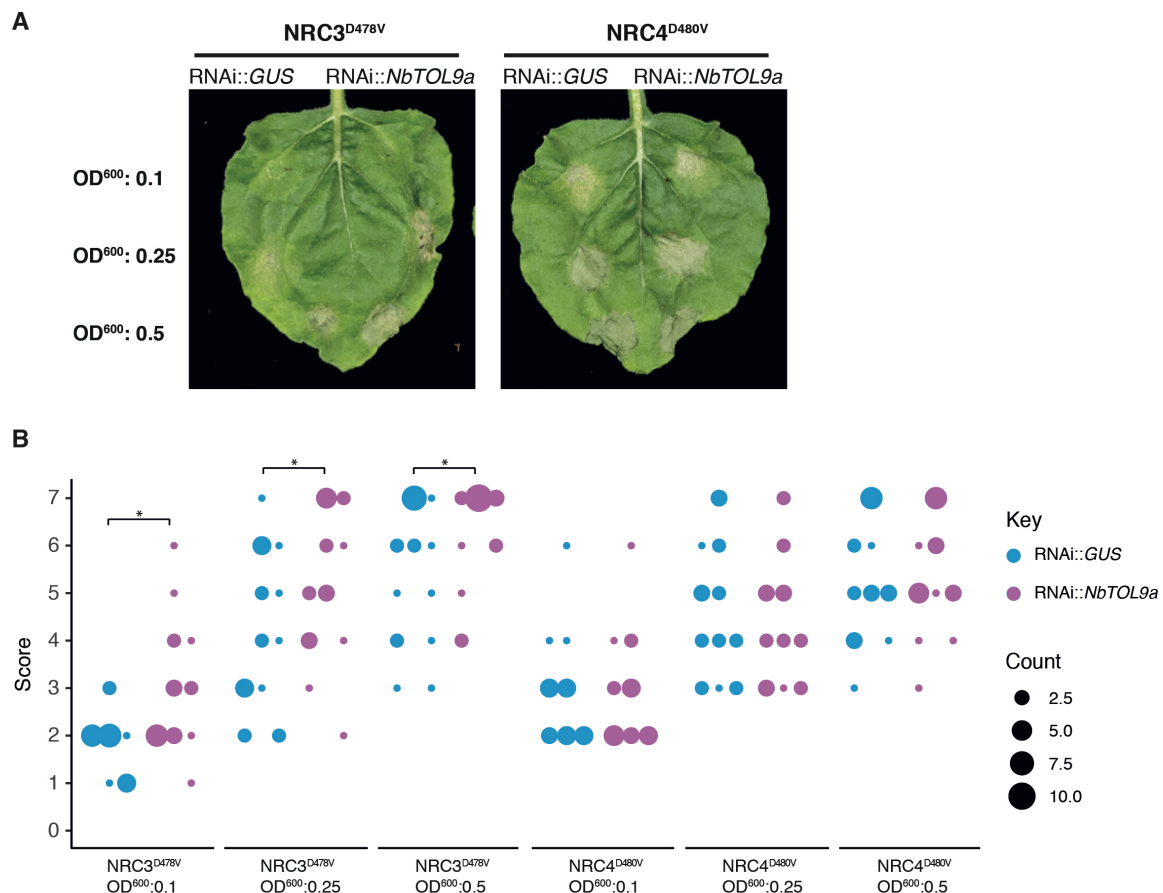 A
NRC3D478V
NRC4D480V
RNAi::GUS
RNAi::NbTOL9a
RNAi::GUS
RNAi::NbTOL9a
OD600: 0.1
OD600: 0.25
OD600: 0.5
B
*
*
*
Score
7
6
5
4
3
2
1
0
NRC3D478V
OD600:0.1
NRC3D478V
OD600:0.25
NRC3D478V
OD600:0.5
NRC4D480V
OD600:0.1
NRC4D480V
OD600:0.25
NRC4D480V
OD600:0.5
Key
RNAi::GUS
RNAi::NbTOL9a
Count
2.5
5.0
7.5
10.0